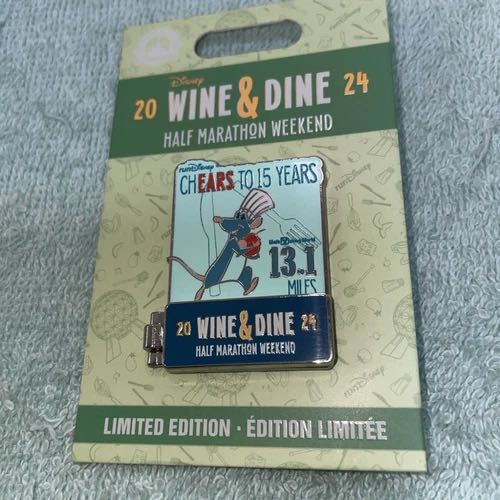 Disney
20 WINE & DINE 24
HALF MARATHON WEEKEND
runDisney
CHEARS TO 15 YEARS
Walt Disney World
13.1
MILES
20 WINE & DINE 24
HALF MARATHON WEEKEND
LIMITED EDITION · ÉDITION LIMITÉE